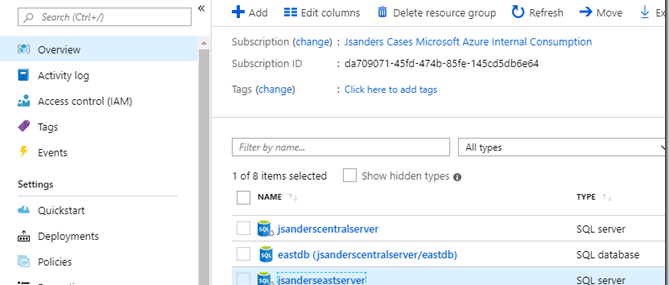 Search (Ctrl+/)
«
Overview
Activity log
Access control (IAM)
Tags
Events
Settings
Quickstart
Deployments
Policies
Add Edit columns Delete resource group Refresh Move
Subscription (change) : Jsanders Cases Microsoft Azure Internal Consumption
Subscription ID : da709071-45fd-474b-85fe-145cd5db6e64
Tags (change) : Click here to add tags
Filter by name... All types
1 of 8 items selected Show hidden types
NAME TYPE
jsanderscentralserver SQL server
eastdb (jsanderscentralserver/eastdb) SQL database
jsanderseastserver SQL server